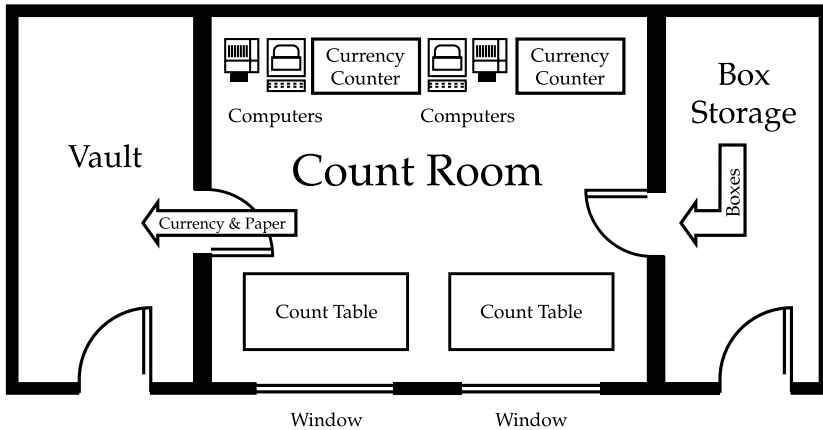 Currency
Counter
Currency
Counter
Computers
Computers
Box
Storage
Vault
Count Room
Boxes
Currency & Paper
Count Table
Count Table
Window
Window